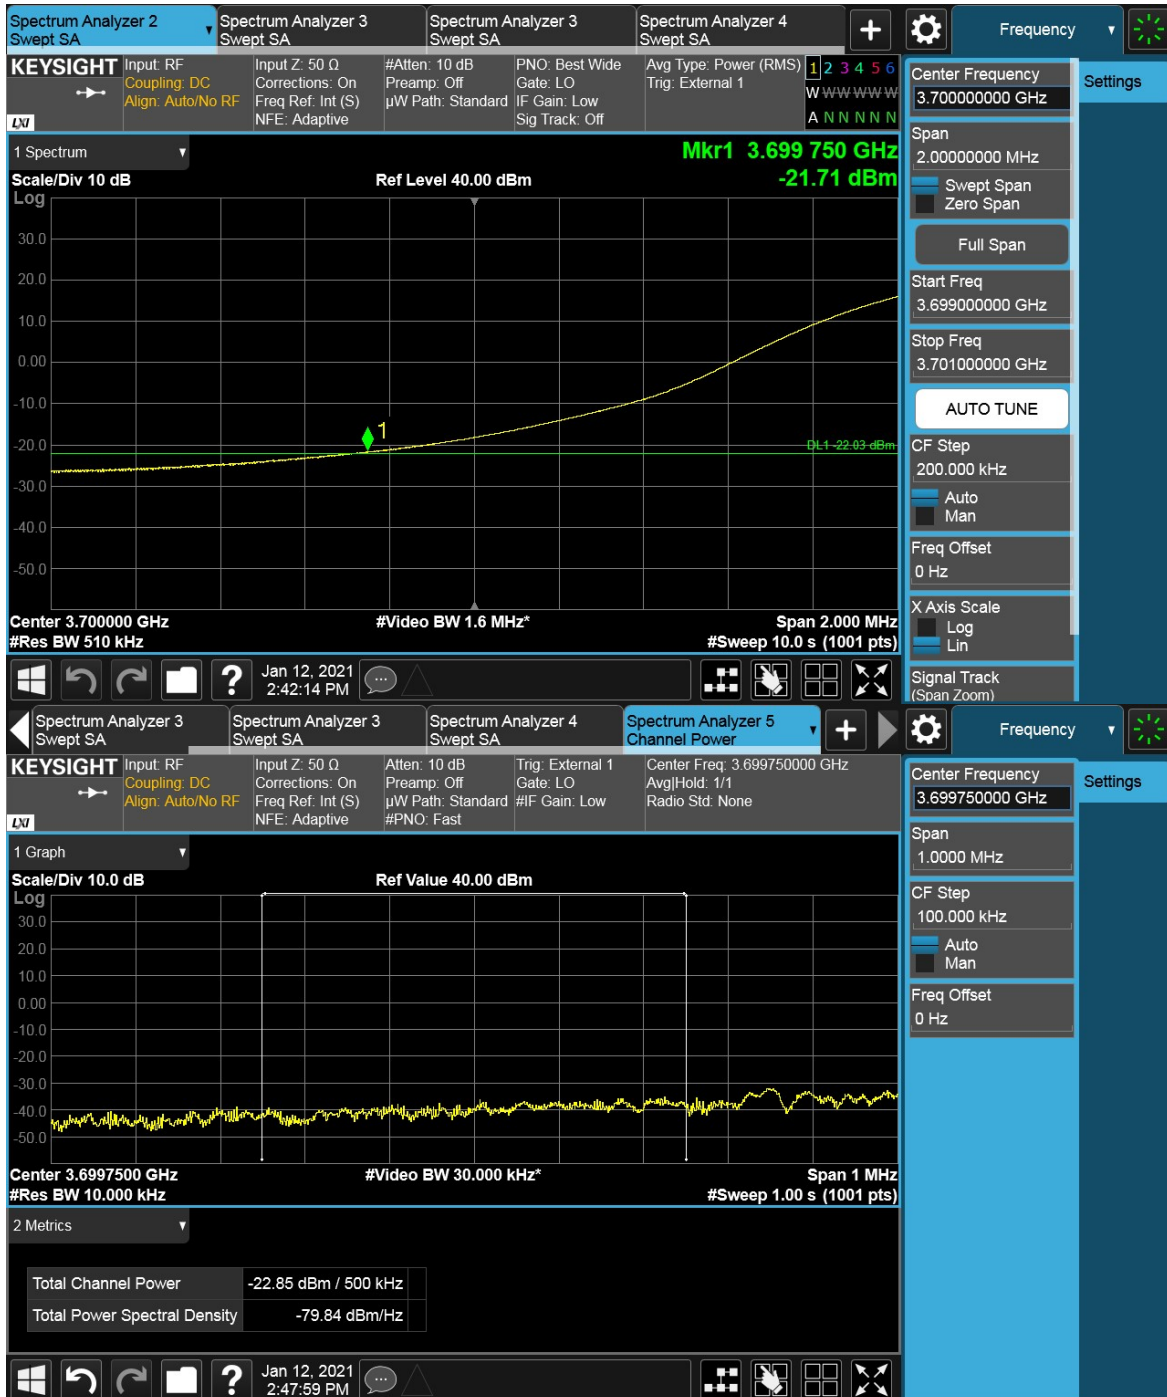 Spectrum Analyzer 2
Swept SA
Spectrum Analyzer 3
Swept SA
Spectrum Analyzer 3
Swept SA
Spectrum Analyzer 4
Swept SA
Frequency
KEYSIGHT
LXI
Input: RF
Coupling: DC
Align: Auto/No RF
Input Z: 50 Ω
Corrections: On
Freq Ref: Int (S)
NFE: Adaptive
#Atten: 10 dB
Preamp: Off
µW Path: Standard
PNO: Best Wide
Gate: LO
IF Gain: Low
Sig Track: Off
Avg Type: Power (RMS)
Trig: External 1
1 2 3 4 5 6
W W W W W W
A N N N N N
1 Spectrum
Scale/Div 10 dB
Log
Ref Level 40.00 dBm
Mkr1 3.699 750 GHz
-21.71 dBm
30.0
20.0
10.0
0.00
-10.0
-20.0
-30.0
-40.0
-50.0
1
DL1 -22.03 dBm
Center 3.700000 GHz
#Res BW 510 kHz
#Video BW 1.6 MHz*
Span 2.000 MHz
#Sweep 10.0 s (1001 pts)
Jan 12, 2021
2:42:14 PM
Center Frequency
3.700000000 GHz
Settings
Span
2.00000000 MHz
Swept Span
Zero Span
Full Span
Start Freq
3.699000000 GHz
Stop Freq
3.701000000 GHz
AUTO TUNE
CF Step
200.000 kHz
Auto
Man
Freq Offset
0 Hz
X Axis Scale
Log
Lin
Signal Track
(Span Zoom)
Spectrum Analyzer 3
Swept SA
Spectrum Analyzer 3
Swept SA
Spectrum Analyzer 4
Swept SA
Spectrum Analyzer 5
Channel Power
Frequency
KEYSIGHT
LXI
Input: RF
Coupling: DC
Align: Auto/No RF
Input Z: 50 Ω
Corrections: On
Freq Ref: Int (S)
NFE: Adaptive
Atten: 10 dB
Preamp: Off
µW Path: Standard
#PNO: Fast
Trig: External 1
Gate: LO
#IF Gain: Low
Center Freq: 3.699750000 GHz
Avg|Hold: 1/1
Radio Std: None
1 Graph
Scale/Div 10.0 dB
Log
Ref Value 40.00 dBm
30.0
20.0
10.0
0.00
-10.0
-20.0
-30.0
-40.0
-50.0
Center 3.6997500 GHz
#Res BW 10.000 kHz
#Video BW 30.000 kHz*
Span 1 MHz
#Sweep 1.00 s (1001 pts)
2 Metrics
Total Channel Power
-22.85 dBm / 500 kHz
Total Power Spectral Density
-79.84 dBm/Hz
Jan 12, 2021
2:47:59 PM
Center Frequency
3.699750000 GHz
Settings
Span
1.0000 MHz
CF Step
100.000 kHz
Auto
Man
Freq Offset
0 Hz